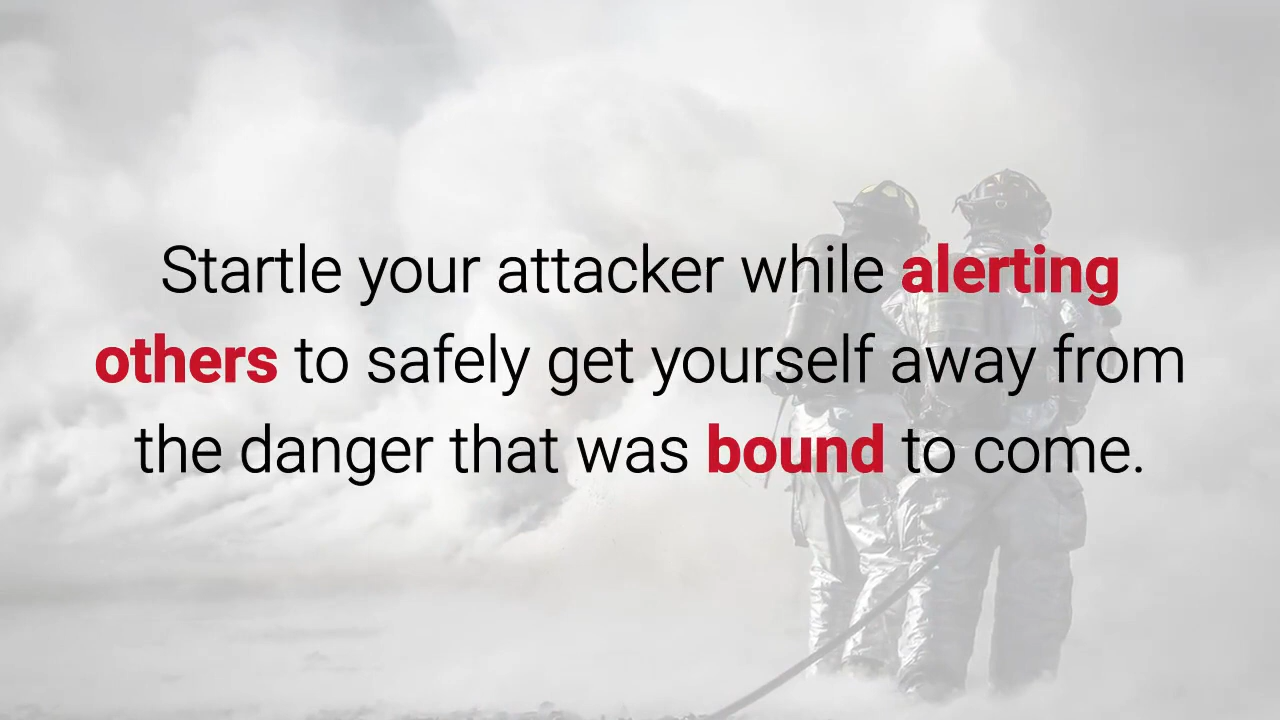 Startle your attacker while alerting
others to safely get yourself away from
the danger that was bound to come.